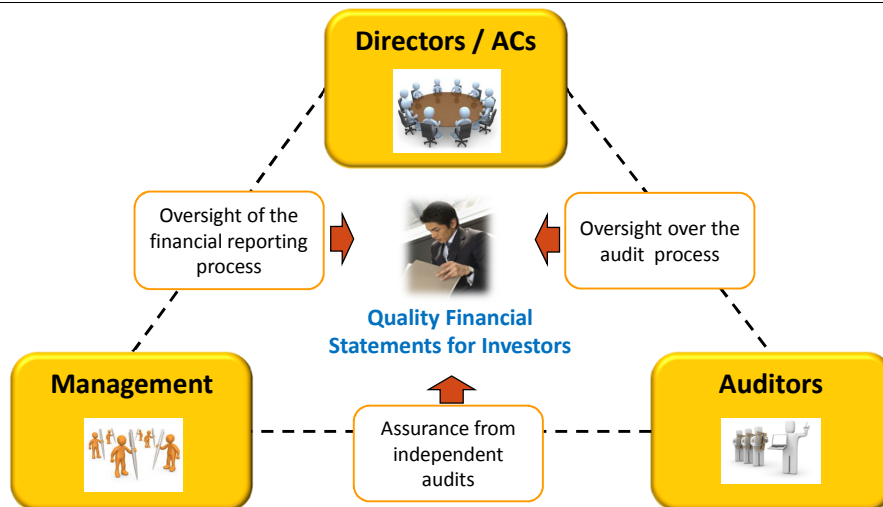 Directors / ACs
Oversight of the
financial reporting
process
Oversight over the
audit process
Quality Financial
Statements for Investors
Management
Auditors
Assurance from
independent
audits